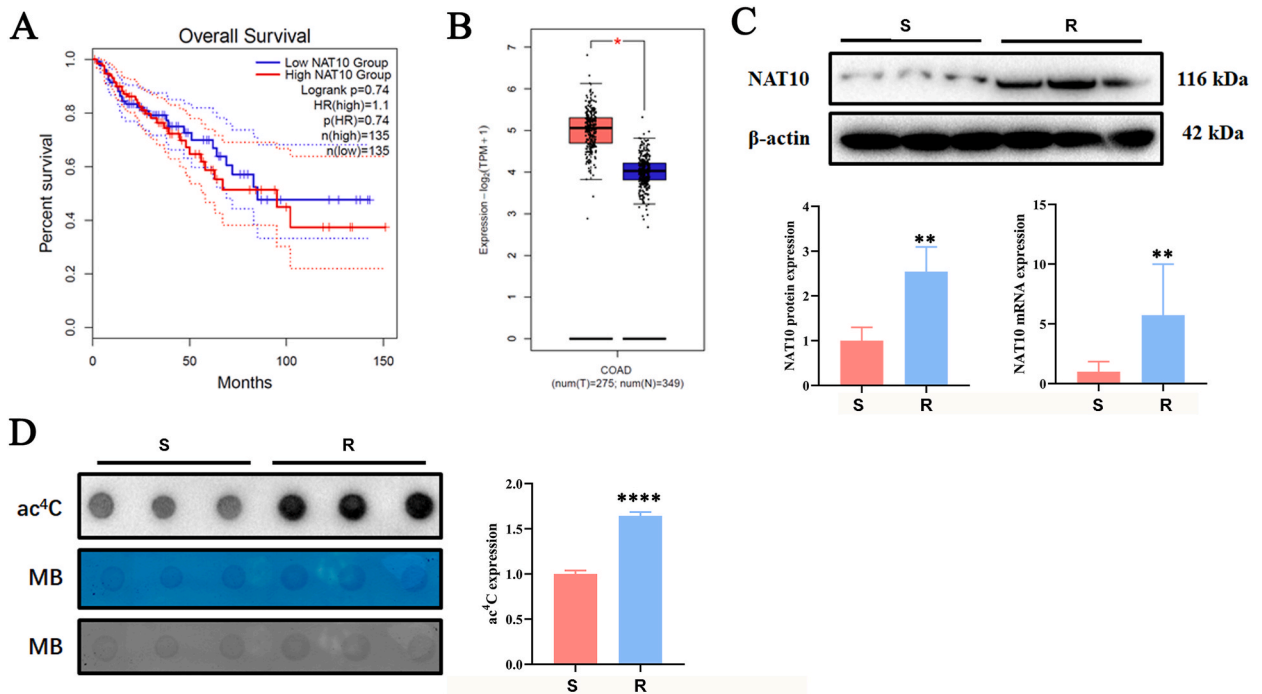 A
Overall Survival
Low NAT10 Group
High NAT10 Group
Logrank p=0.74
HR(high)=1.1
p(HR)=0.74
n(high)=135
n(low)=135
Percent survival
1.0
0.8
0.6
0.4
0.2
0.0
0
50
100
150
Months
B
Expression – log2(TPM + 1)
7
6
5
4
3
2
1
0
*
COAD
(num(T)=275; num(N)=349)
C
S
R
NAT10
116 kDa
β-actin
42 kDa
NAT10 protein expression
4
3
2
1
0
**
S
R
NAT10 mRNA expression
15
10
5
0
**
S
R
D
S
R
ac⁴C
MB
MB
ac⁴C expression
2.0
1.5
1.0
0.5
0.0
****
S
R